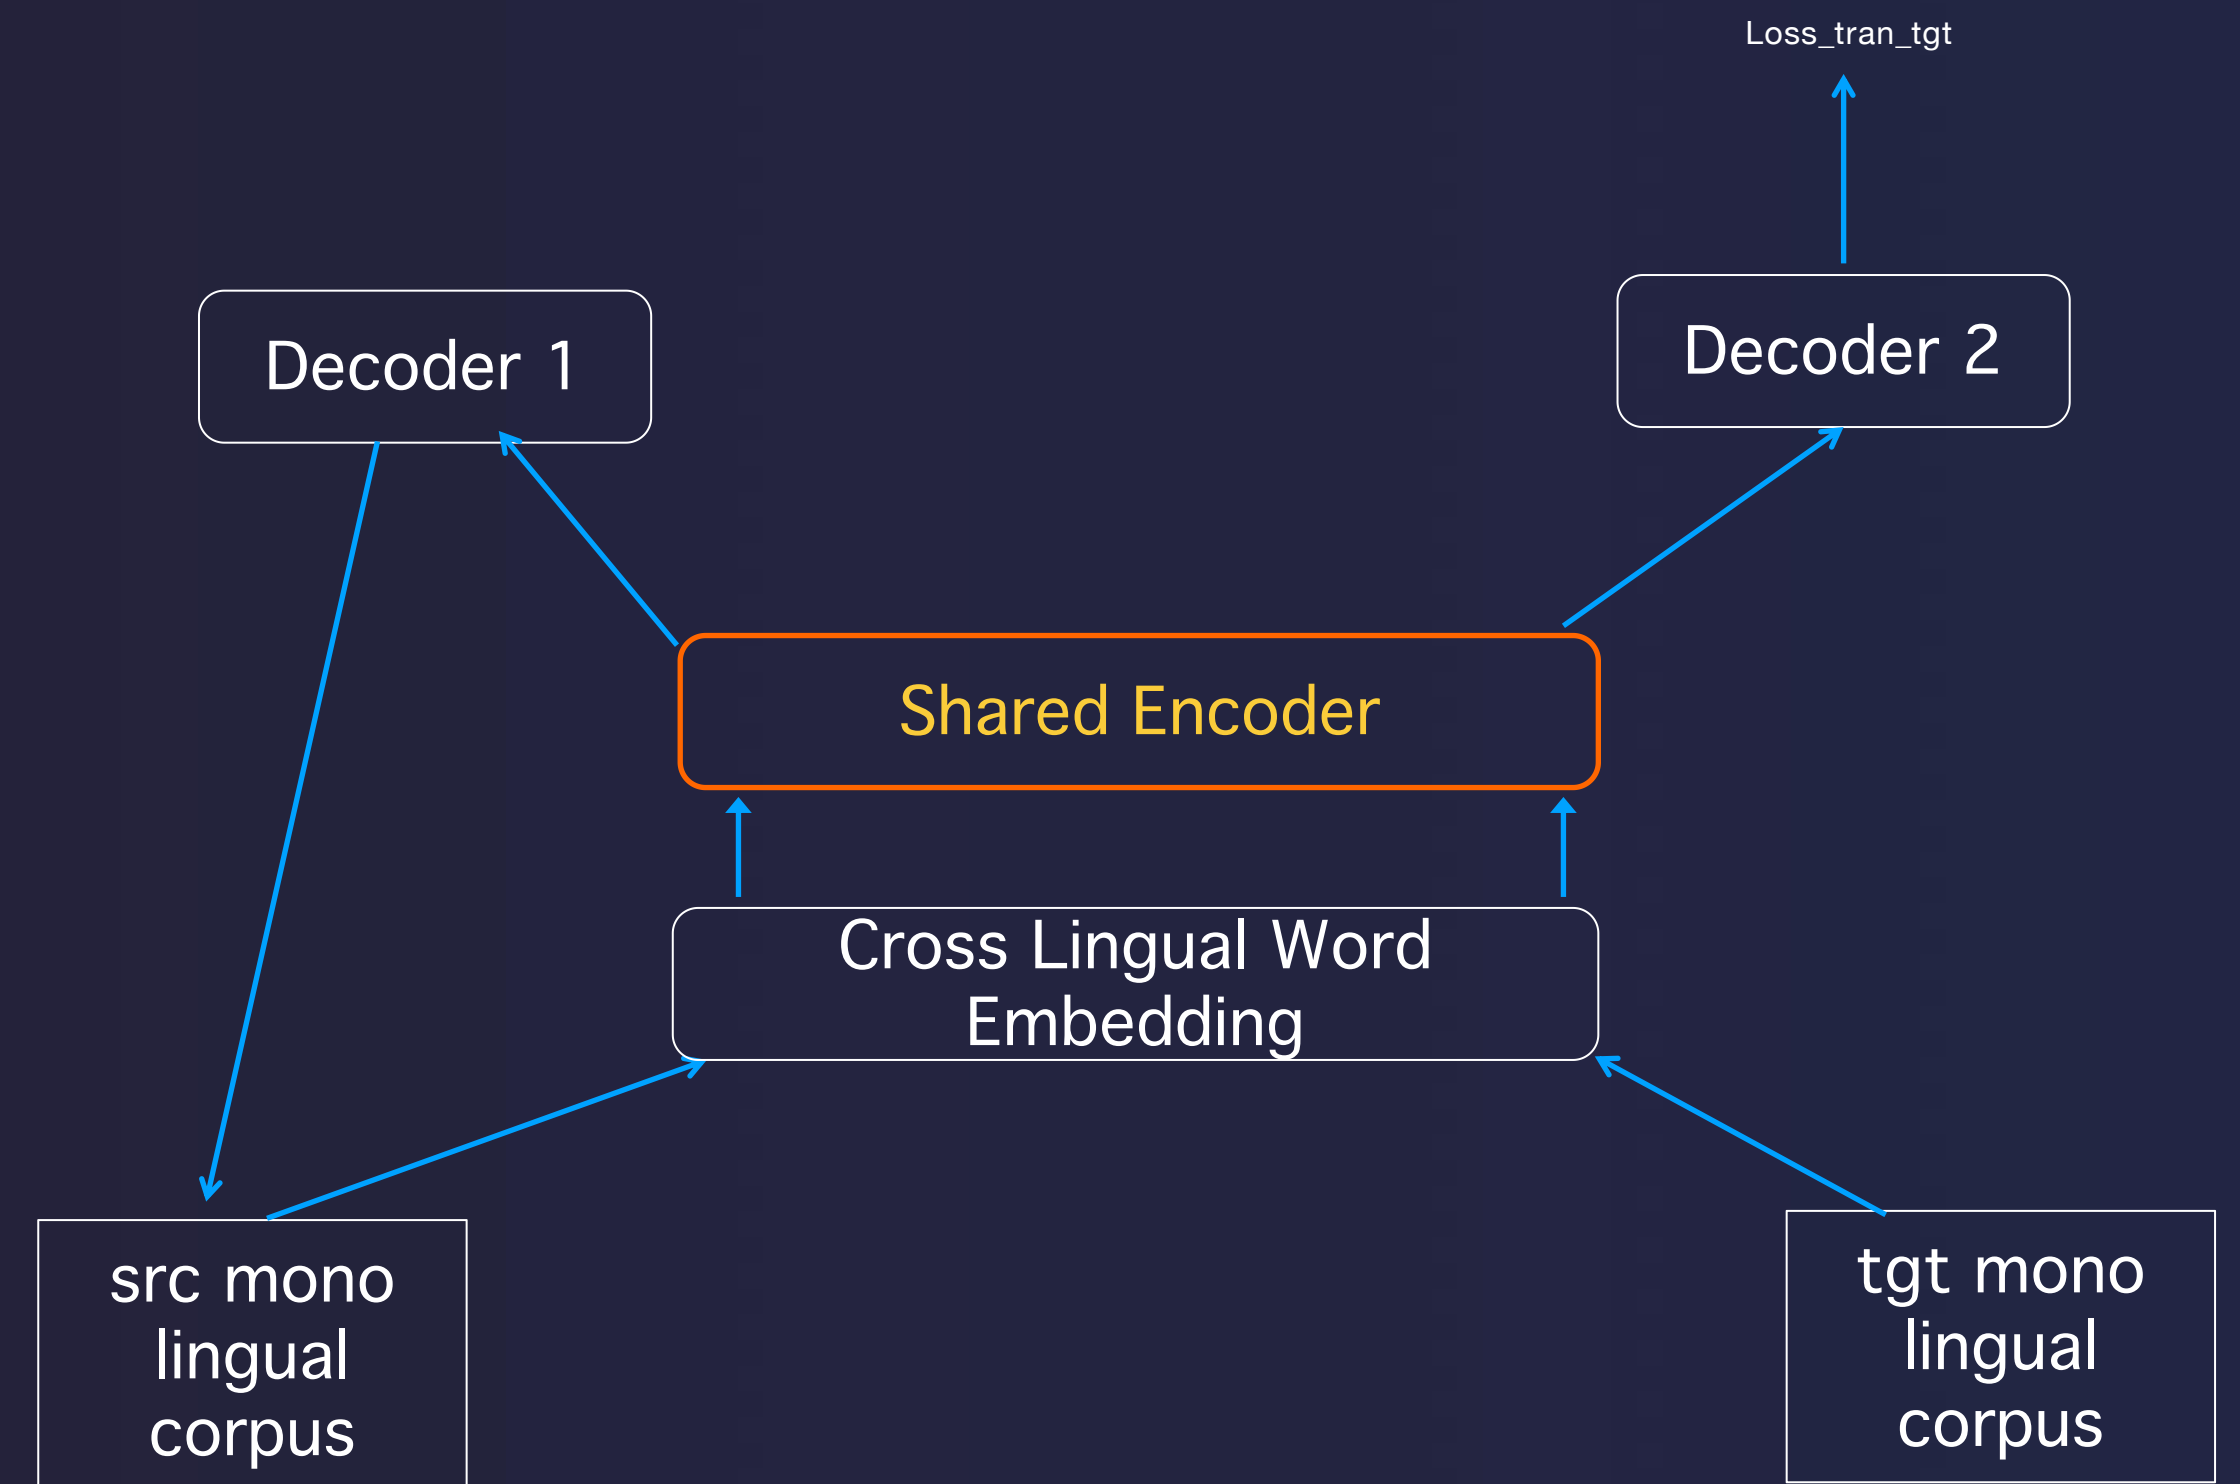 Loss_tran_tgt
Decoder 1
Decoder 2
Shared Encoder
Cross Lingual Word
Embedding
src mono
lingual
corpus
tgt mono
lingual
corpus